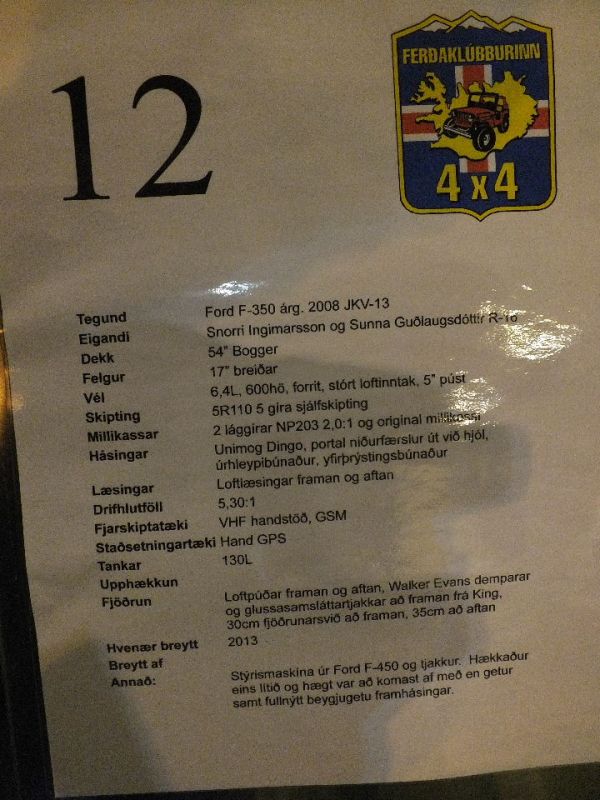 12
FERÐAKLÚBBURINN
4x4
Tegund Ford F-350 árg. 2008 JKV-13
Eigandi Snorri Ingimarsson og Sunna Guðlaugsdóttir R-16
Dekk 54" Bogger
Felgur 17" breiðar
Vél 6,4L, 600hö, forrit, stórt loftinntak, 5" púst
Skipting 5R110 5 gíra sjálfskipting
Millikassar 2 lággírar NP203 2,0:1 og original millikassi
Hásingar Unimog Dingo, portal niðurfærslur út við hjól,
úrhleypibúnaður, yfirþrýstingsbúnaður
Læsingar Loftlæsingar framan og aftan
Drifhlutföll 5,30:1
Fjarskiptatæki VHF handstöð, GSM
Staðsetningartæki Hand GPS
Tankar 130L
Upphækkun
Fjöðrun Loftpúðar framan og aftan, Walker Evans demparar
og glussasamsláttartjakkar að framan frá King,
30cm fjöðrunarsvið að framan, 35cm að aftan
Hvenær breytt 2013
Breytt af
Annað: Stýrismaskina úr Ford F-450 og tjakkur. Hækkaður
eins lítið og hægt var að komast af með en getur
samt fullnýtt beygjugetu framhásingar.